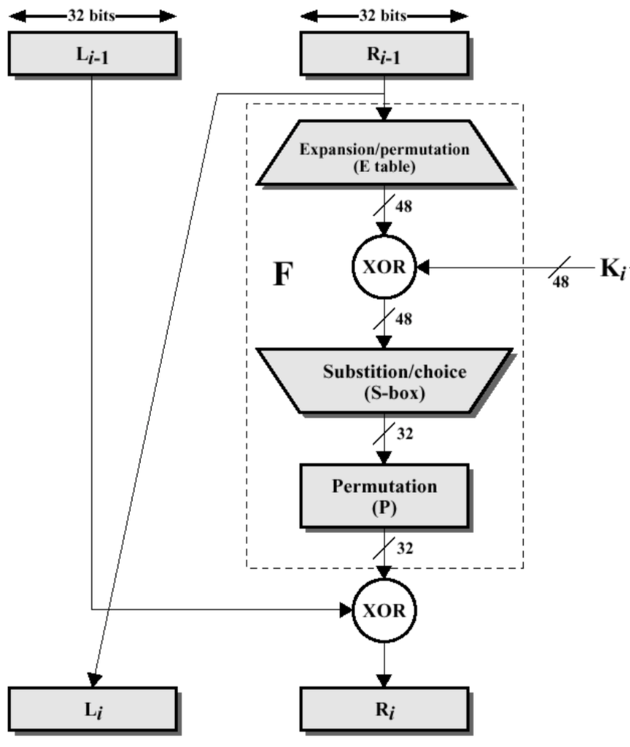 32 bits
32 bits
Li-1
Ri-1
Expansion/permutation
(E table)
48
F
XOR
48
Ki
48
Substition/choice
(S-box)
32
Permutation
(P)
32
XOR
Li
Ri